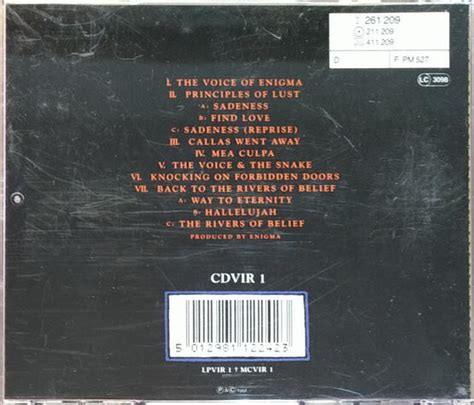 261 209
211 209
411 209
D F PM 527
LC 3098
I. THE VOICE OF ENIGMA
II. PRINCIPLES OF LUST
A: SADENESS
B: FIND LOVE
C: SADENESS (REPRISE)
III. CALLAS WENT AWAY
IV. MEA CULPA
V. THE VOICE & THE SNAKE
VI. KNOCKING ON FORBIDDEN DOORS
VII. BACK TO THE RIVERS OF BELIEF
A: WAY TO ETERNITY
B: HALLELUJAH
C: THE RIVERS OF BELIEF
PRODUCED BY ENIGMA
CDVIR 1
5 012981 122423
LPVIR 1 † MCVIR 1